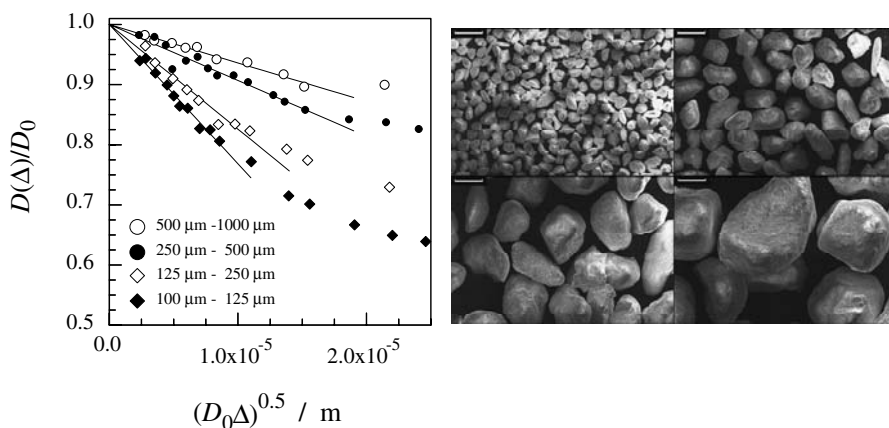 D(Δ)/D₀
1.0
0.9
0.8
0.7
0.6
0.5
500 µm -1000 µm
250 µm - 500 µm
125 µm - 250 µm
100 µm - 125 µm
0.0
1.0x10⁻⁵
2.0x10⁻⁵
(D₀Δ)^0.5 / m